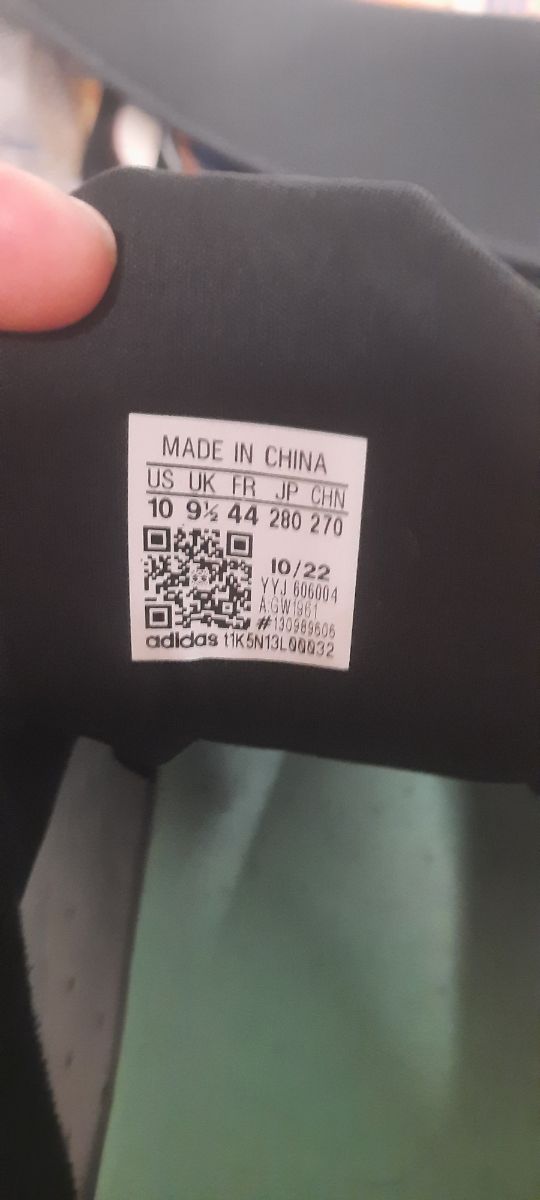 MADE IN CHINA
US UK FR JP CHN
10 9½ 44 280 270
10/22
YYJ 606004
A:GW1961
#130989606
adidas t1K5N13L00032